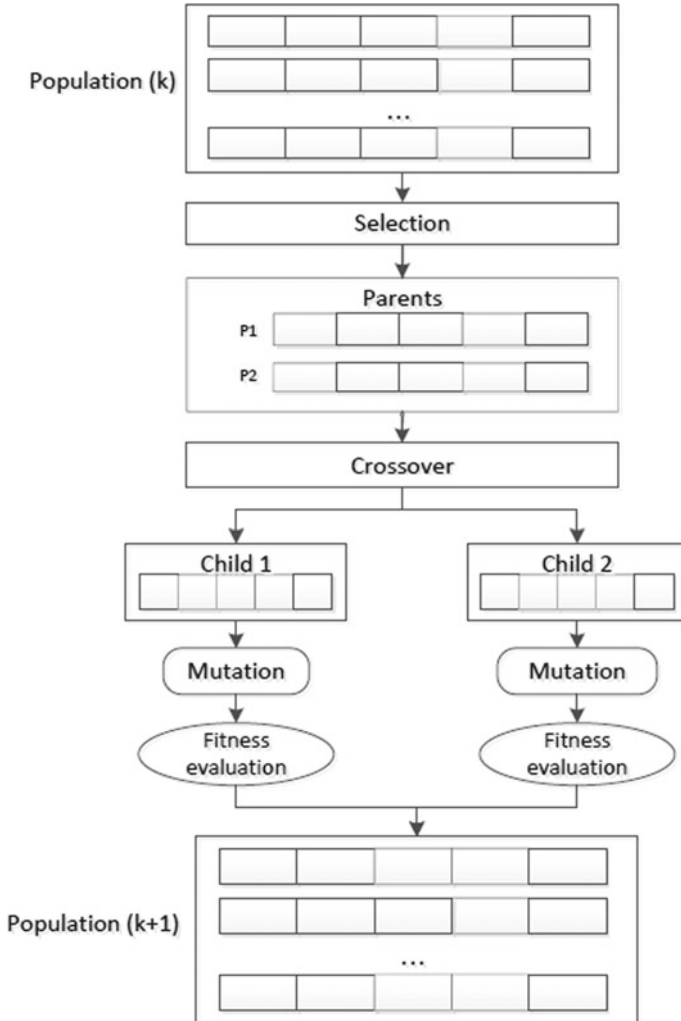 Population (k)
...
Selection
Parents
P1
P2
Crossover
Child 1
Child 2
Mutation
Mutation
Fitness
evaluation
Fitness
evaluation
Population (k+1)
...